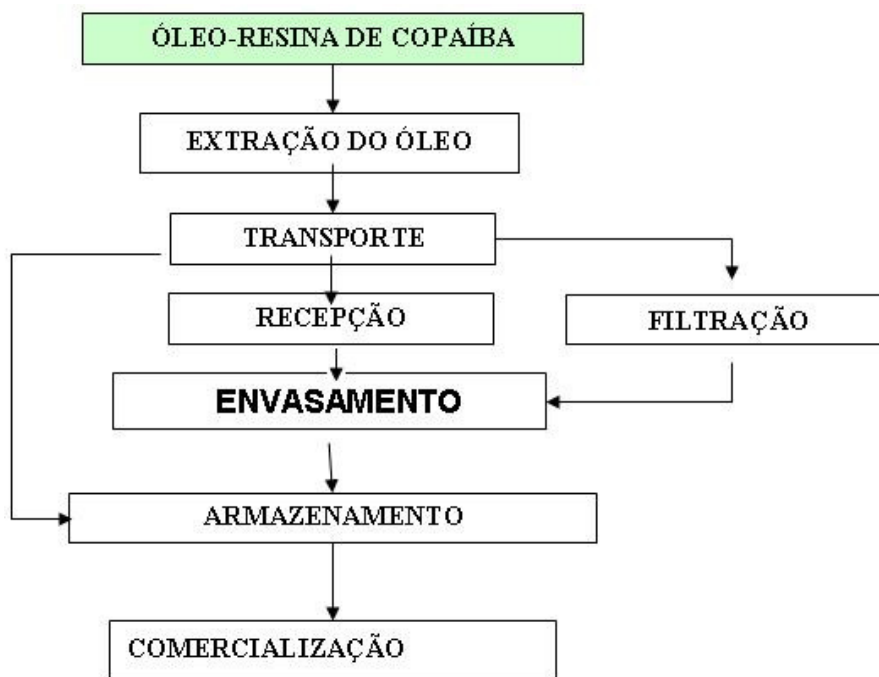 ÓLEO-RESINA DE COPAÍBA
EXTRAÇÃO DO ÓLEO
TRANSPORTE
RECEPÇÃO
FILTRAÇÃO
ENVASAMENTO
ARMAZENAMENTO
COMERCIALIZAÇÃO